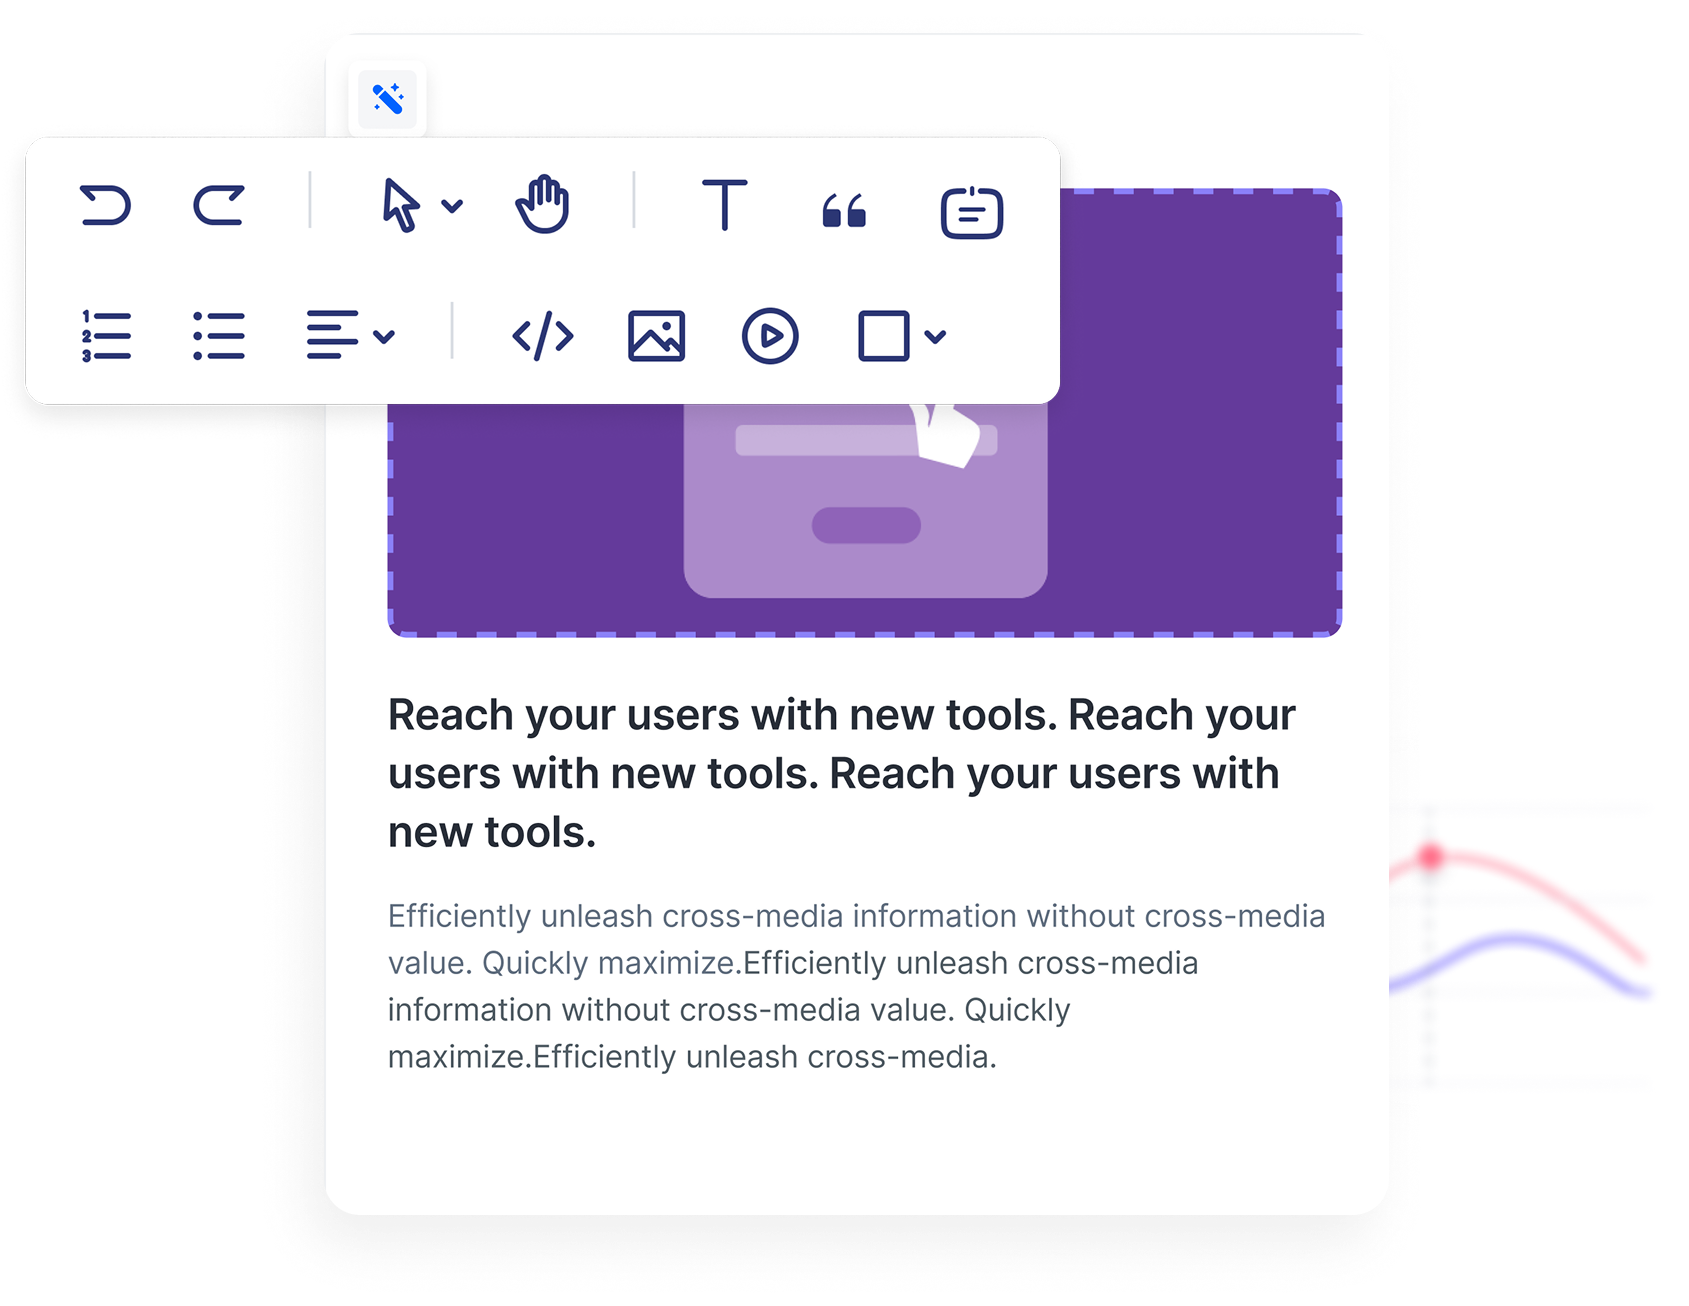 Reach your users with new tools. Reach your
users with new tools. Reach your users with
new tools.
Efficiently unleash cross-media information without cross-media
value. Quickly maximize.Efficiently unleash cross-media
information without cross-media value. Quickly
maximize.Efficiently unleash cross-media.